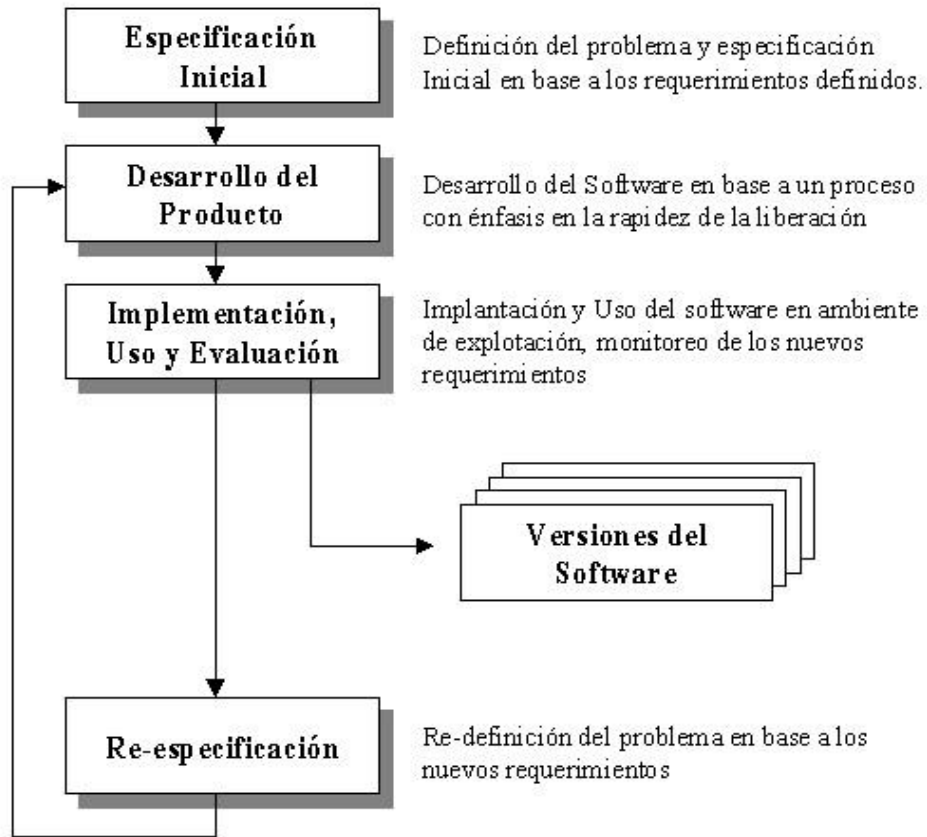 Especificación
Inicial
Definición del problema y especificación
Inicial en base a los requerimientos definidos.
Desarrollo del
Producto
Desarrollo del Software en base a un proceso
con énfasis en la rapidez de la liberación
Implementación,
Uso y Evaluación
Implantación y Uso del software en ambiente
de explotación, monitoreo de los nuevos
requerimientos
Versiones del
Software
Re-especificación
Re-definición del problema en base a los
nuevos requerimientos